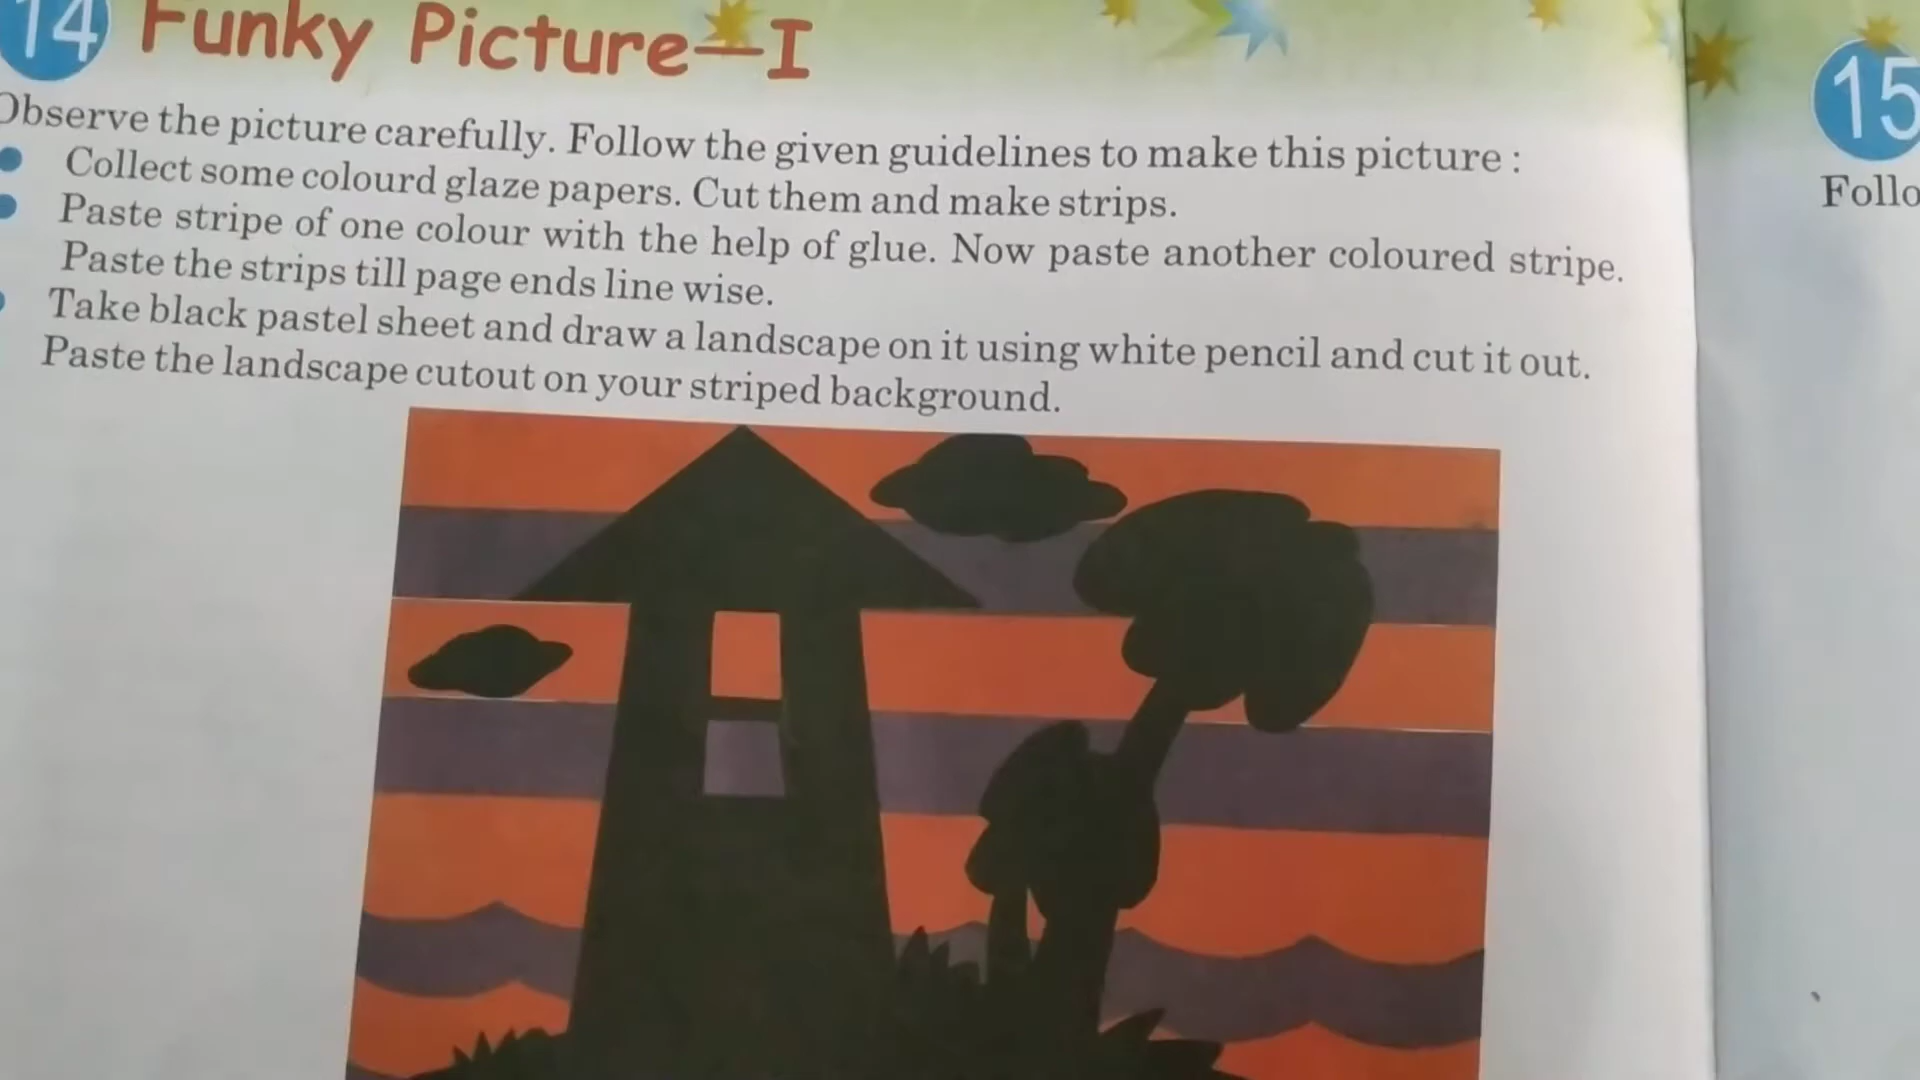 14 Funky Picture—I
Observe the picture carefully. Follow the given guidelines to make this picture :
Collect some colourd glaze papers. Cut them and make strips.
Paste stripe of one colour with the help of glue. Now paste another coloured stripe.
Paste the strips till page ends line wise.
Take black pastel sheet and draw a landscape on it using white pencil and cut it out.
Paste the landscape cutout on your striped background.
15